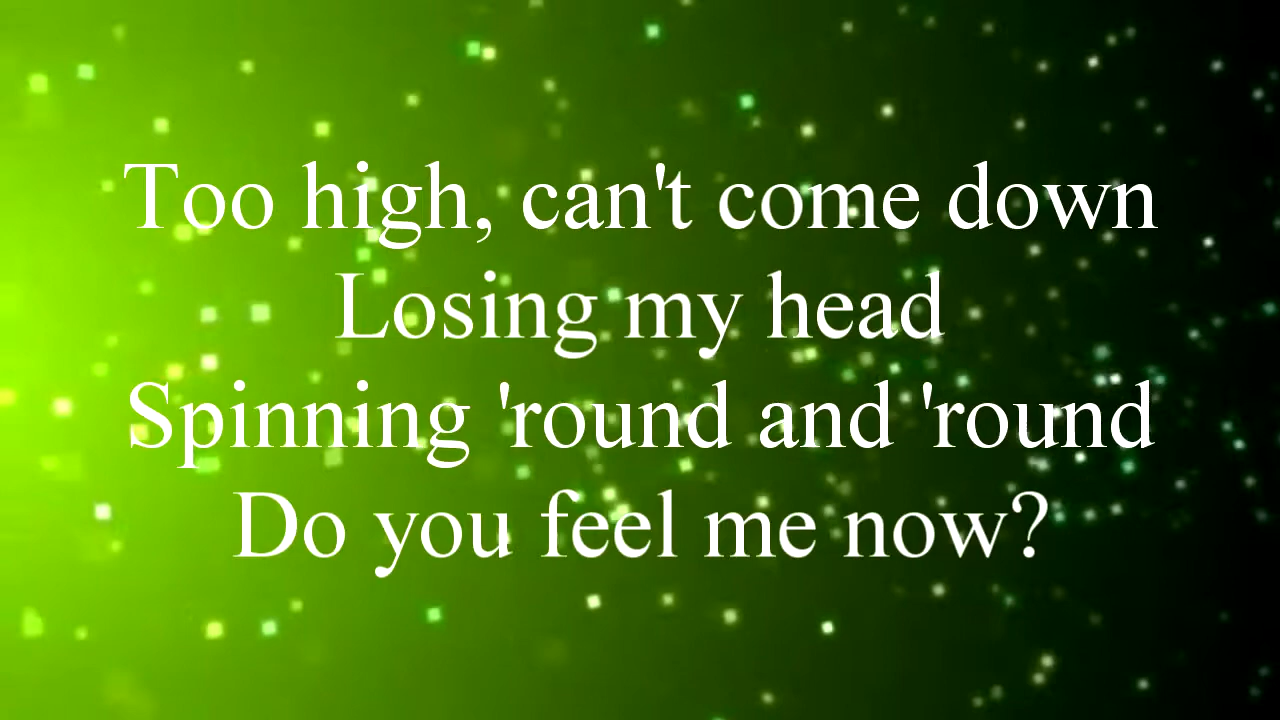 Too high, can't come down
Losing my head
Spinning 'round and 'round
Do you feel me now?